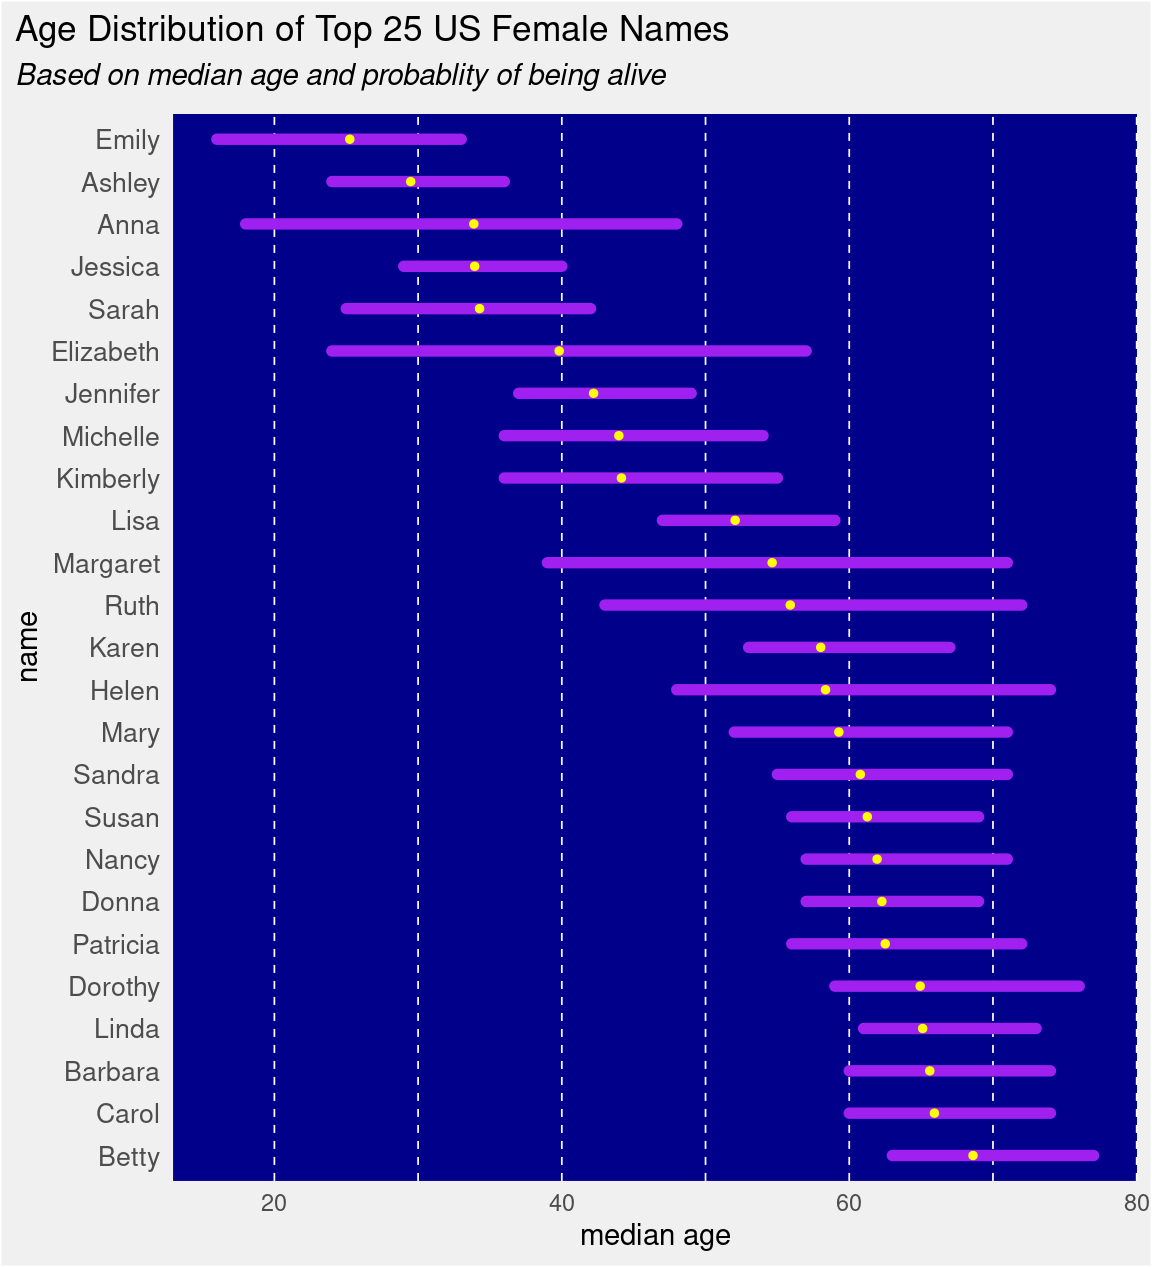 Age Distribution of Top 25 US Female Names
Based on median age and probablity of being alive
Emily
Ashley
Anna
Jessica
Sarah
Elizabeth
Jennifer
Michelle
Kimberly
Lisa
Margaret
Ruth
Karen
Helen
Mary
Sandra
Susan
Nancy
Donna
Patricia
Dorothy
Linda
Barbara
Carol
Betty
name
20 40 60 80
median age